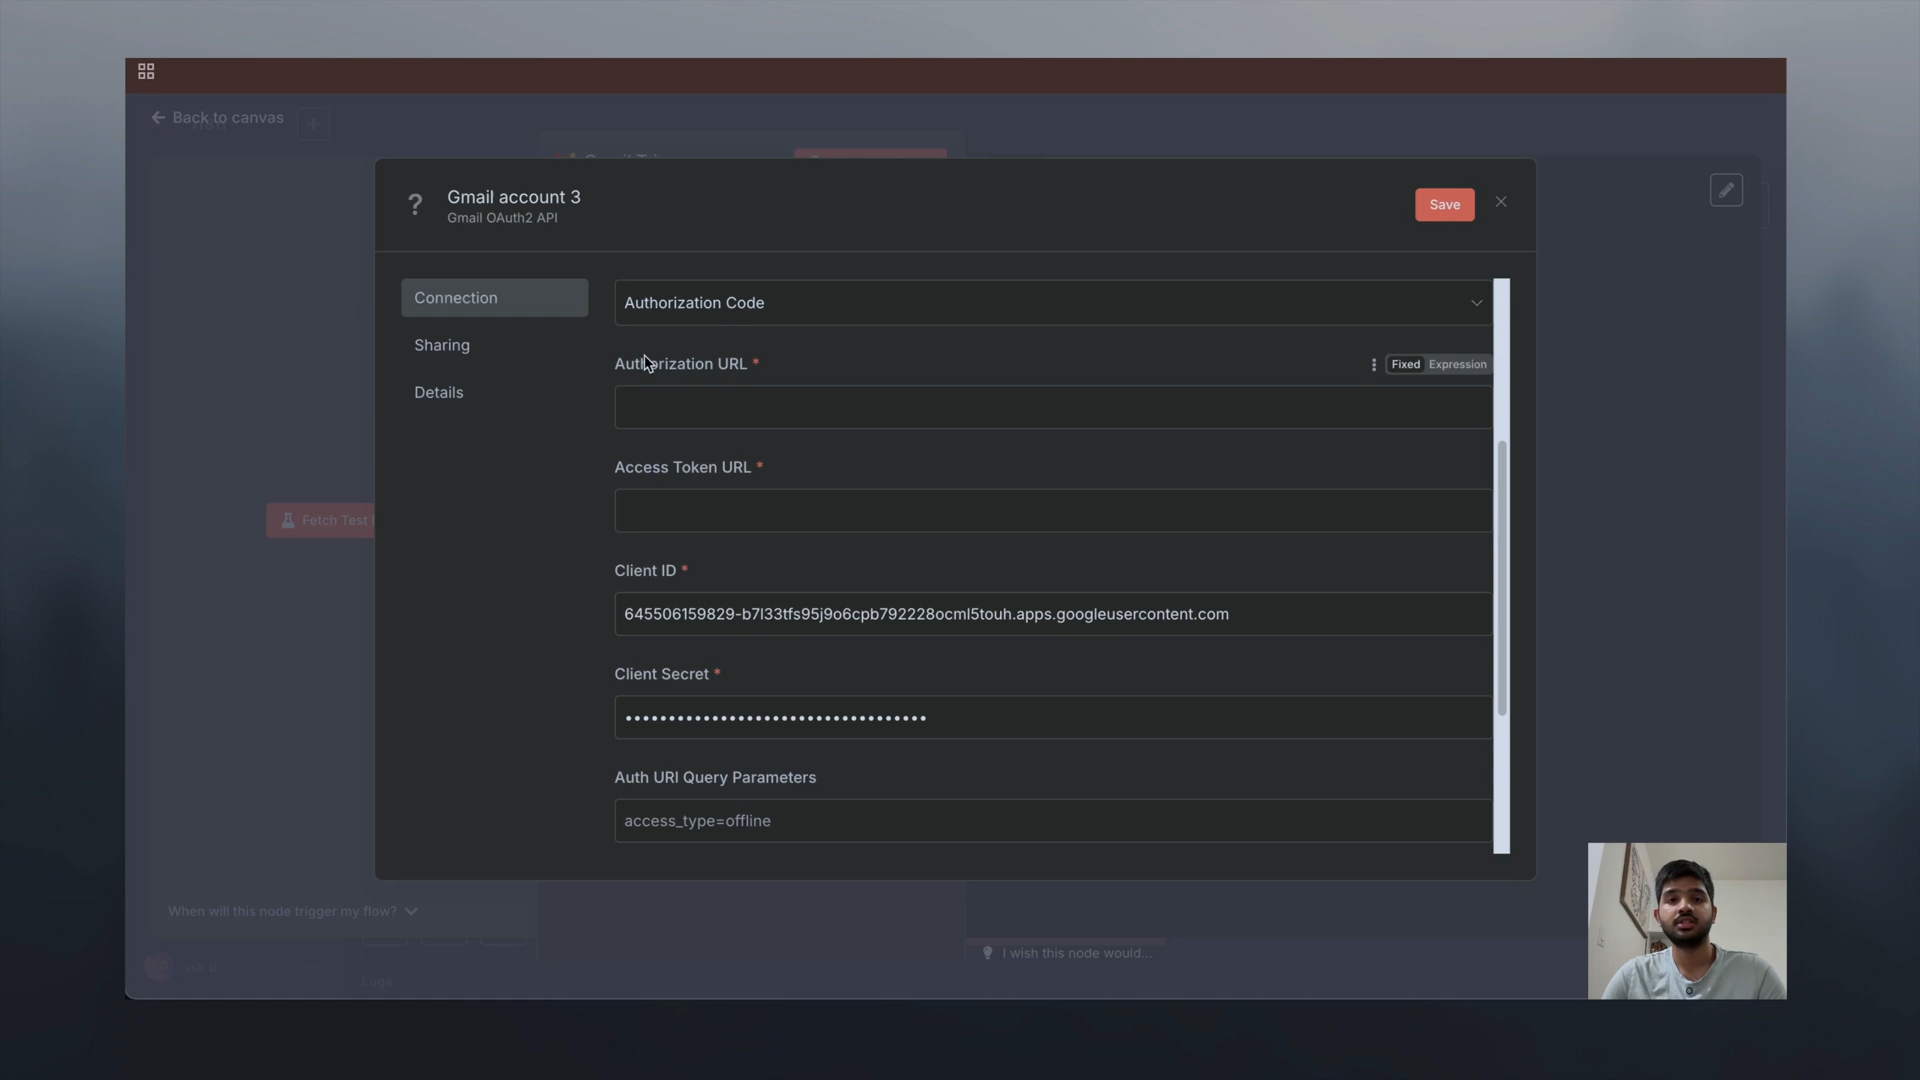 Back to canvas
Gmail account 3
Gmail OAuth2 API
Save
Connection
Sharing
Details
Authorization Code
Authorization URL *
Fixed Expression
Access Token URL *
Client ID *
645506159829-b7l33tfs95j9o6cpb792228ocml5touh.apps.googleusercontent.com
Client Secret *
••••••••••••••••••••••••••••••••••
Auth URI Query Parameters
access_type=offline
Fetch Test
When will this node trigger my flow?
I wish this node would...
Logs